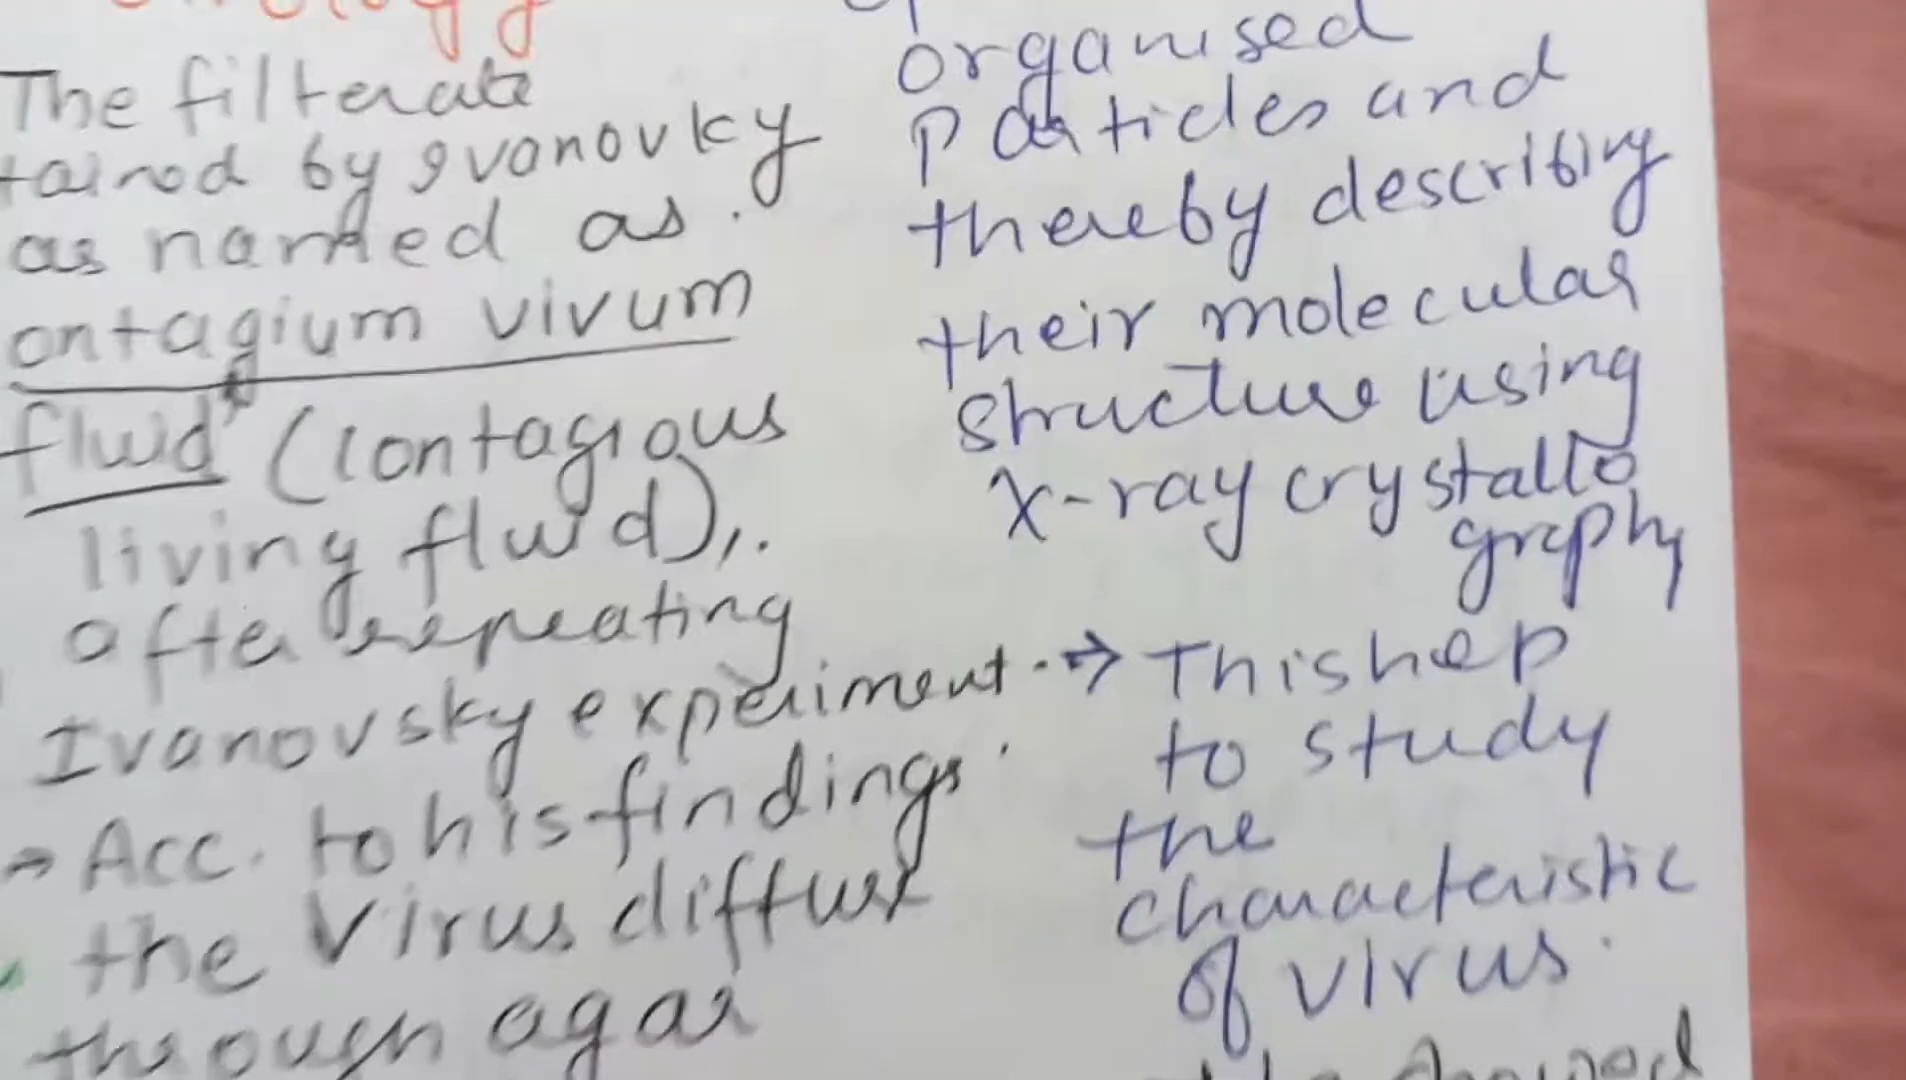 The filterate
tained by Ivanovky
as named as.
ontagium vivum
fluid" (contagious
living fluid),.
after repeating
Ivanovsky experiment.
→ Acc. to his findings.
the Virus diffuse
through agar
organised
Particles and
thereby describing
their molecular
structure using
X-ray crystallo
graphy
→ This hep
to study
the
characteristic
of virus.